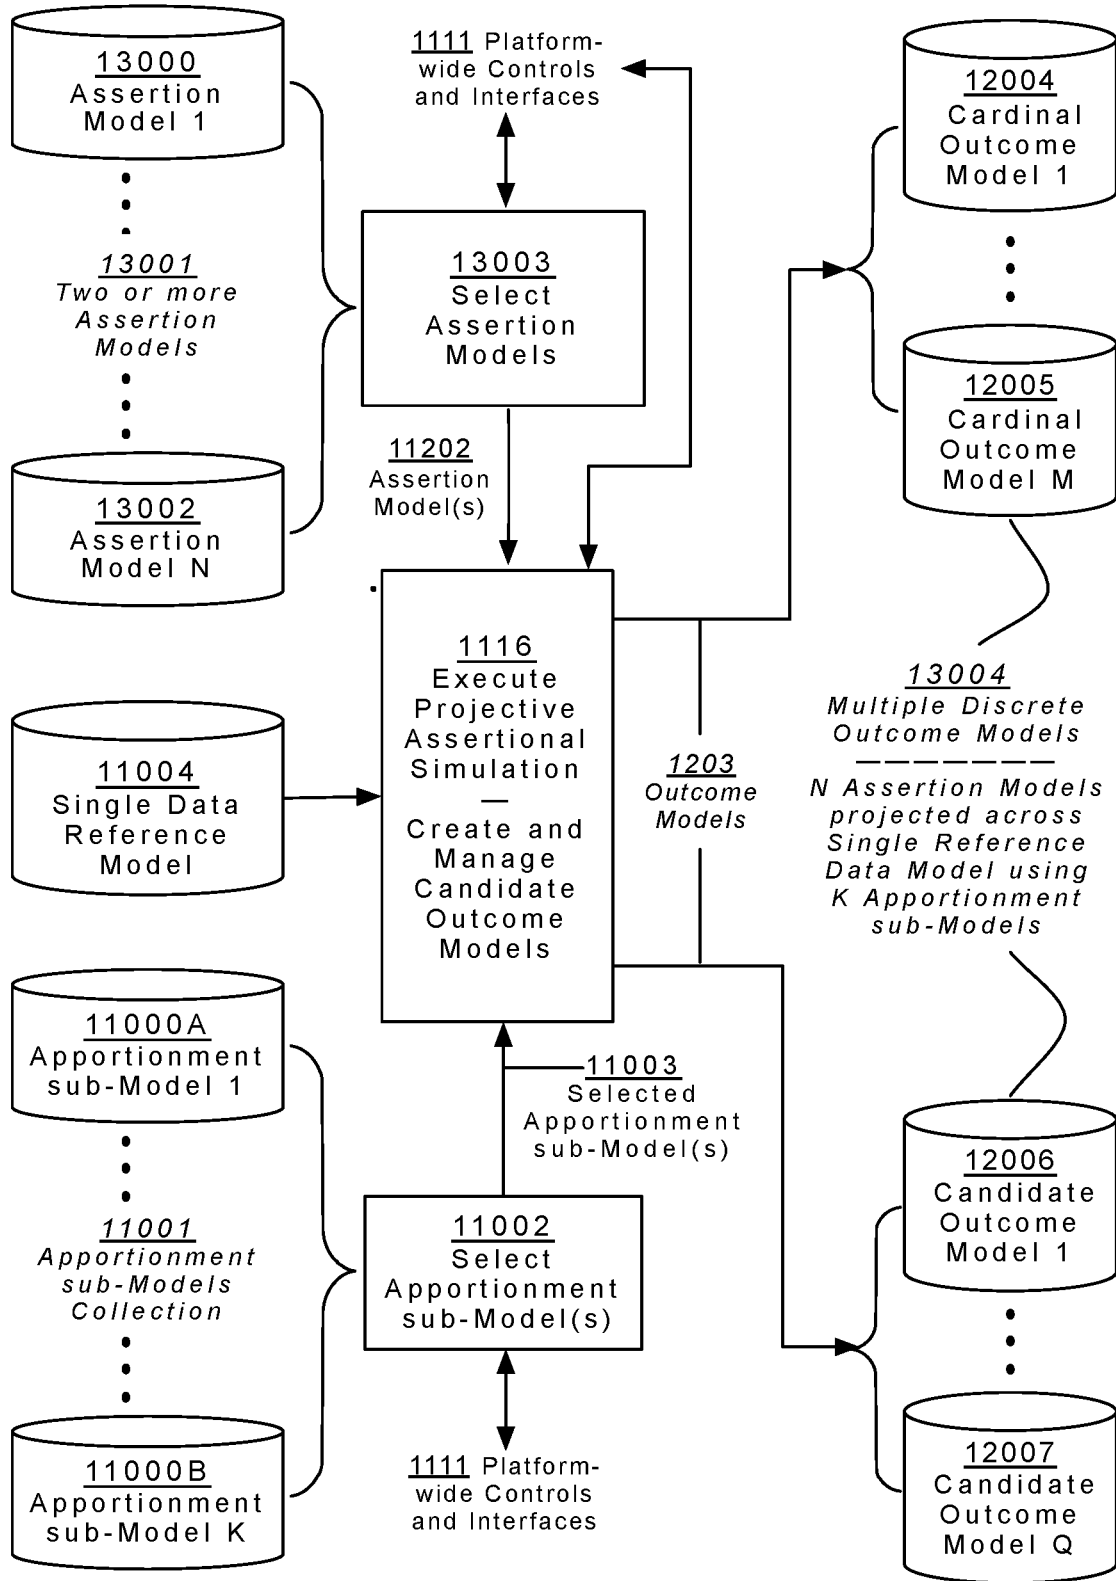 13000
Assertion
Model 1
13001
Two or more
Assertion
Models
13002
Assertion
Model N
1111 Platform-
wide Controls
and Interfaces
13003
Select
Assertion
Models
11202
Assertion
Model(s)
11004
Single Data
Reference
Model
1116
Execute
Projective
Assertional
Simulation
—
Create and
Manage
Candidate
Outcome
Models
1203
Outcome
Models
12004
Cardinal
Outcome
Model 1
12005
Cardinal
Outcome
Model M
13004
Multiple Discrete
Outcome Models
———————
N Assertion Models
projected across
Single Reference
Data Model using
K Apportionment
sub-Models
11000A
Apportionment
sub-Model 1
11001
Apportionment
sub-Models
Collection
11000B
Apportionment
sub-Model K
11003
Selected
Apportionment
sub-Model(s)
11002
Select
Apportionment
sub-Model(s)
1111 Platform-
wide Controls
and Interfaces
12006
Candidate
Outcome
Model 1
12007
Candidate
Outcome
Model Q